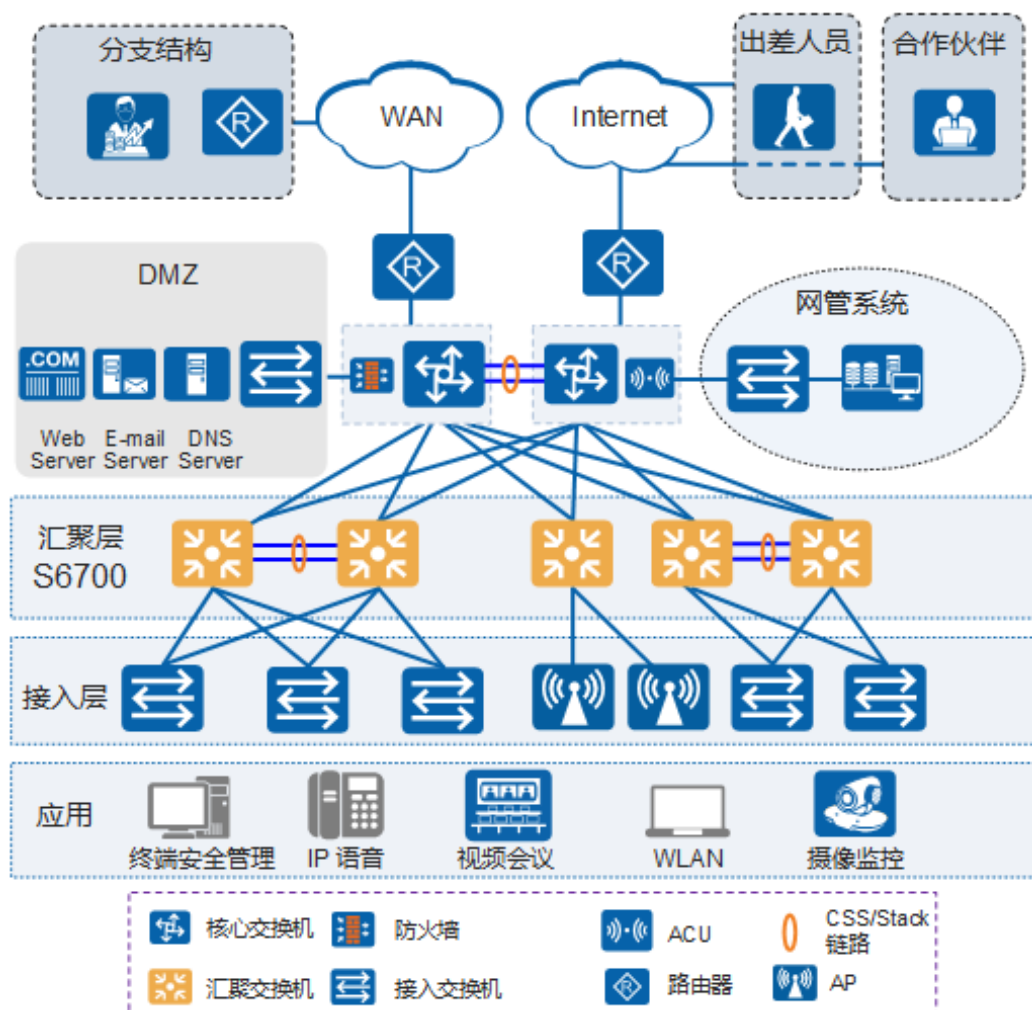 分支结构
出差人员
合作伙伴
WAN
Internet
R
R
R
DMZ
网管系统
.COM
Web
Server
E-mail
Server
DNS
Server
汇聚层
S6700
接入层
应用
终端安全管理
IP 语音
视频会议
WLAN
摄像监控
核心交换机
防火墙
ACU
CSS/Stack
链路
汇聚交换机
接入交换机
R
路由器
AP